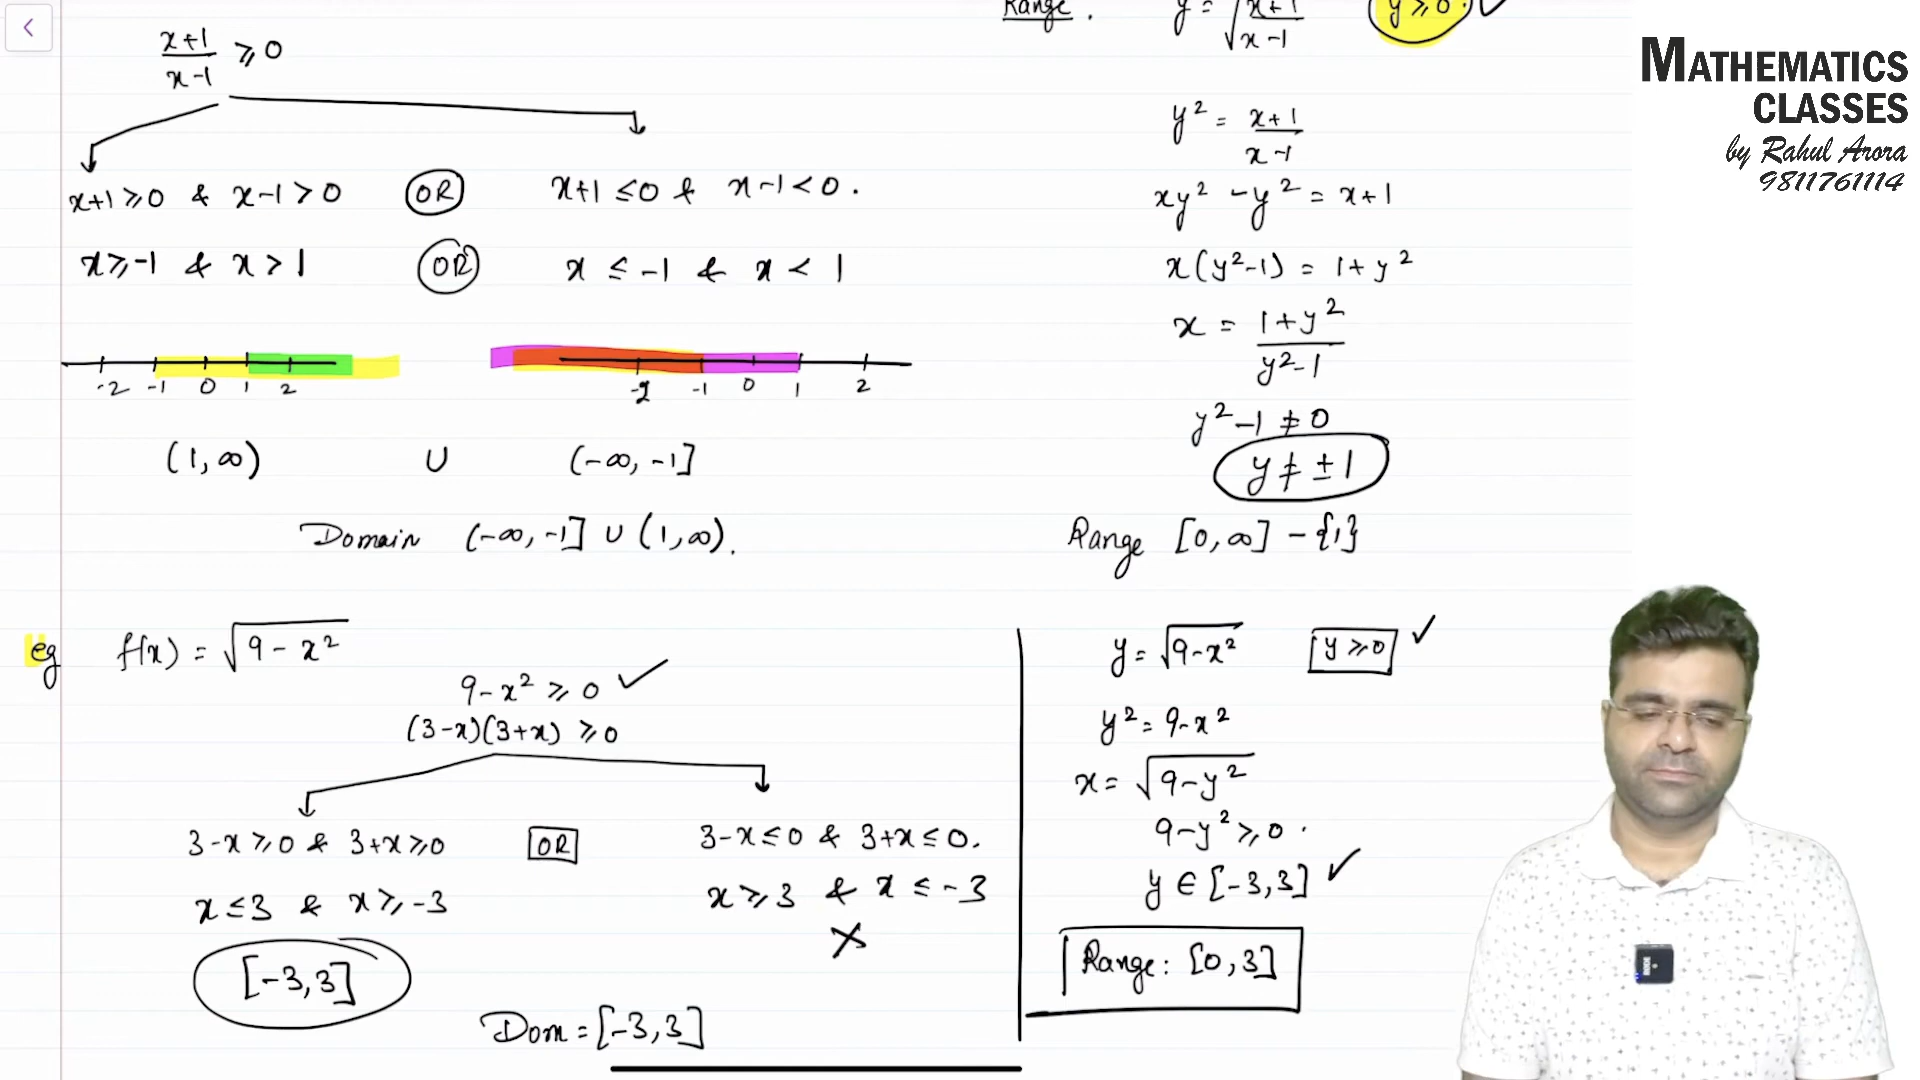 (x+1)/(x-1) ≥ 0
x+1 ≥ 0 & x-1 > 0 OR x+1 ≤ 0 & x-1 < 0.
x ≥ -1 & x > 1 OR x ≤ -1 & x < 1
-2 -1 0 1 2
-2 -1 0 1 2
(1, ∞) ∪ (-∞, -1]
Domain (-∞, -1] ∪ (1, ∞).
Range. y = √((x+1)/(x-1)) y ≥ 0.
y² = (x+1)/(x-1)
xy² - y² = x+1
x(y²-1) = 1+y²
x = (1+y²)/(y²-1)
y²-1 ≠ 0
y ≠ ±1
Range [0, ∞] - {1}
eg f(x) = √(9-x²)
9-x² ≥ 0 ✓
(3-x)(3+x) ≥ 0
3-x ≥ 0 & 3+x ≥ 0 OR 3-x ≤ 0 & 3+x ≤ 0.
x ≤ 3 & x ≥ -3 x ≥ 3 & x ≤ -3
[-3, 3] ×
Dom = [-3, 3]
y = √(9-x²) y ≥ 0 ✓
y² = 9-x²
x = √(9-y²)
9-y² ≥ 0.
y ∈ [-3, 3] ✓
Range: [0, 3]
MATHEMATICS
CLASSES
by Rahul Arora
9811761114
RODE